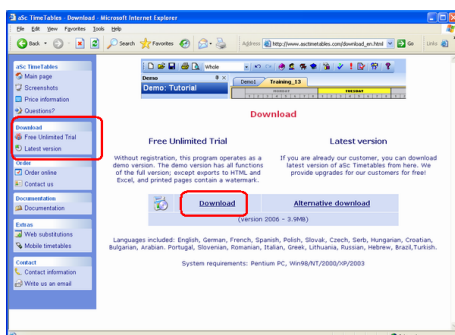 aSc TimeTables - Download - Microsoft Internet Explorer
File Edit View Favorites Tools Help
Back Search Favorites Address http://www.asctimetables.com/download_en.html Go Links
aSc TimeTables
Main page
Screenshots
Price information
Questions?
Download
Free Unlimited Trial
Latest version
Order
Order online
Contact us
Documentation
Documentation
Extras
Web substitutions
Mobile timetables
Contact
Contact information
Write us an email
Whole
Demo
Demo: Tutorial
Demo1 Training_13
MONDAY TUESDAY
Download
Free Unlimited Trial
Latest version
Without registration, this program operates as a
demo version. The demo version has all functions
of the full version; except exports to HTML and
Excel, and printed pages contain a watermark.
If you are already our customer, you can download
latest version of aSc Timetables from here. We
provide upgrades for our customers for free!
Download Alternative download
(Version 2006 - 3.9MB)
Languages included: English, German, French, Spanish, Polish, Slovak, Czech, Serb, Hungarian, Croatian,
Bulgarian, Arabian. Portugal, Slovenian, Romanian, Italian, Greek, Lithuania, Russian, Hebrew, Brazil,Turkish.
System requirements: Pentium PC, Win98/NT/2000/XP/2003